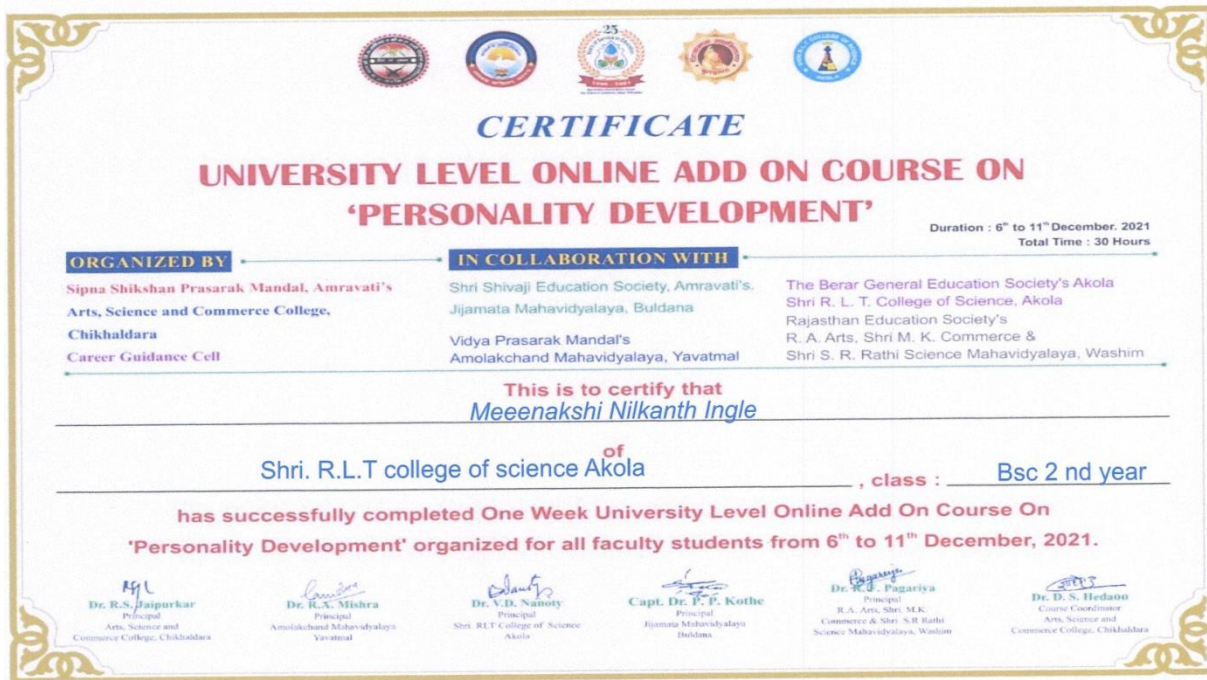 25
CERTIFICATE
UNIVERSITY LEVEL ONLINE ADD ON COURSE ON
'PERSONALITY DEVELOPMENT'
Duration : 6th to 11th December. 2021
Total Time : 30 Hours
ORGANIZED BY
Sipna Shikshan Prasarak Mandal, Amravati's
Arts, Science and Commerce College,
Chikhaldara
Career Guidance Cell
IN COLLABORATION WITH
Shri Shivaji Education Society, Amravati's.
Jijamata Mahavidyalaya, Buldana
Vidya Prasarak Mandal's
Amolakchand Mahavidyalaya, Yavatmal
The Berar General Education Society's Akola
Shri R. L. T. College of Science, Akola
Rajasthan Education Society's
R. A. Arts, Shri M. K. Commerce &
Shri S. R. Rathi Science Mahavidyalaya, Washim
This is to certify that
Meeenakshi Nilkanth Ingle
of
Shri. R.L.T college of science Akola , class : Bsc 2 nd year
has successfully completed One Week University Level Online Add On Course On
'Personality Development' organized for all faculty students from 6th to 11th December, 2021.
Dr. R.S. Jaipurkar
Principal
Arts, Science and
Commerce College, Chikhaldara
Dr. R.A. Mishra
Principal
Amolakchand Mahavidyalaya
Yavatmal
Dr. V.D. Nanoty
Principal
Shri. RLT College of Science
Akola
Capt. Dr. P. P. Kothe
Principal
Jijamata Mahavidyalaya
Buldana
Pagariya
Principal
R.A. Arts, Shri. M.K.
Commerce & Shri. S.R Rathi
Science Mahavidyalaya, Washim
Dr. D. S. Hedaoo
Course Coordinator
Arts, Science and
Commerce College, Chikhaldara